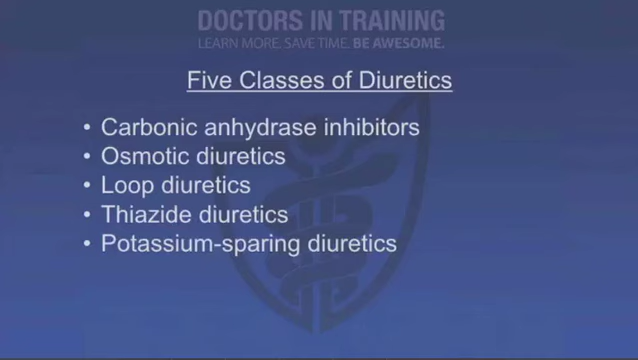 DOCTORS IN TRAINING
LEARN MORE. SAVE TIME. BE AWESOME.
Five Classes of Diuretics
• Carbonic anhydrase inhibitors
• Osmotic diuretics
• Loop diuretics
• Thiazide diuretics
• Potassium-sparing diuretics